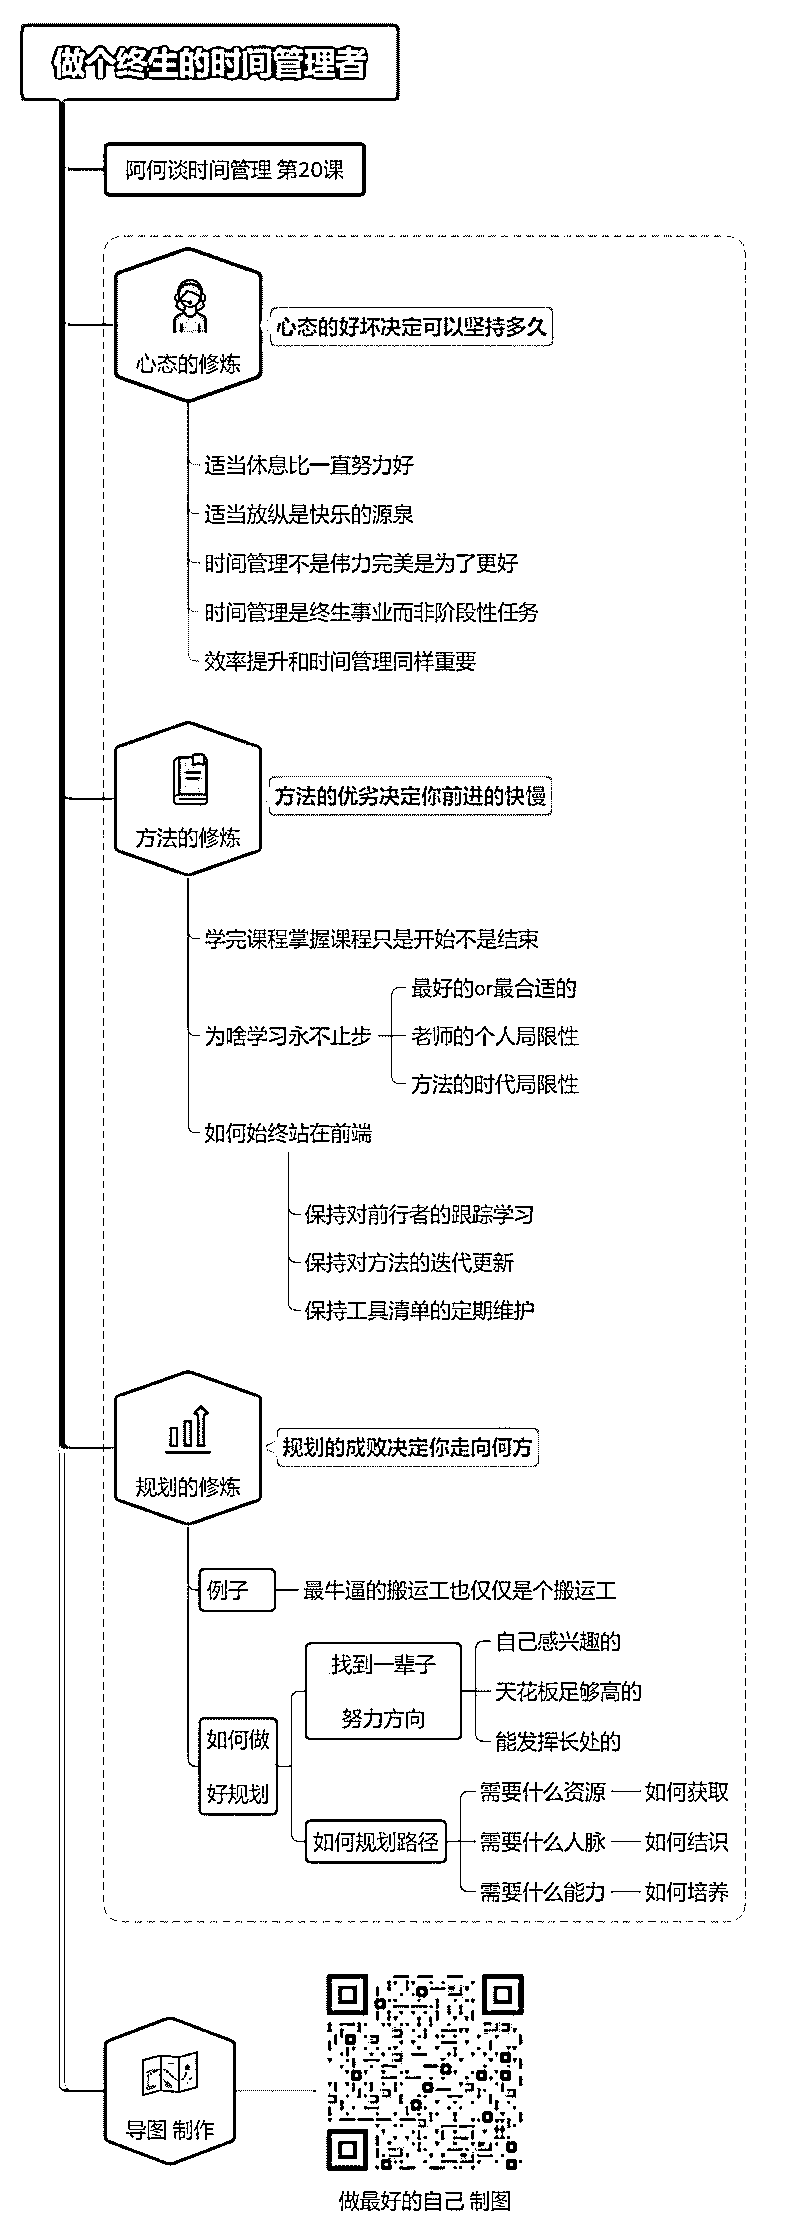 做个终生的时间管理者
阿何谈时间管理 第20课
心态的修炼
心态的好坏决定可以坚持多久
适当休息比一直努力好
适当放纵是快乐的源泉
时间管理不是伟力完美是为了更好
时间管理是终生事业而非阶段性任务
效率提升和时间管理同样重要
方法的修炼
方法的优劣决定你前进的快慢
学完课程掌握课程只是开始不是结束
为啥学习永不止步
最好的or最合适的
老师的个人局限性
方法的时代局限性
如何始终站在前端
保持对前行者的跟踪学习
保持对方法的迭代更新
保持工具清单的定期维护
规划的修炼
规划的成败决定你走向何方
例子
最牛逼的搬运工也仅仅是个搬运工
如何做
好规划
找到一辈子
努力方向
自己感兴趣的
天花板足够高的
能发挥长处的
如何规划路径
需要什么资源
如何获取
需要什么人脉
如何结识
需要什么能力
如何培养
导图 制作
做最好的自己 制图